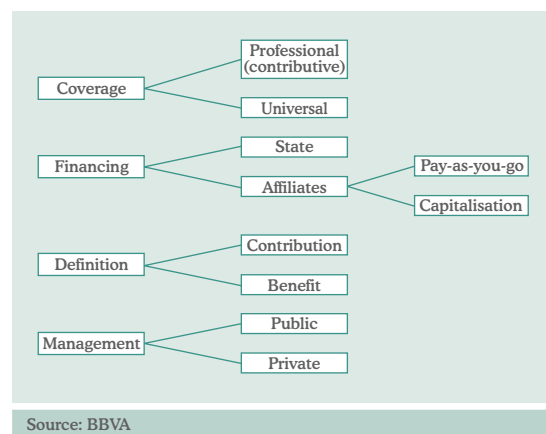 Professional
(contributive)
Coverage
Universal
State
Financing
Pay-as-you-go
Affiliates
Capitalisation
Contribution
Definition
Benefit
Public
Management
Private
Source: BBVA